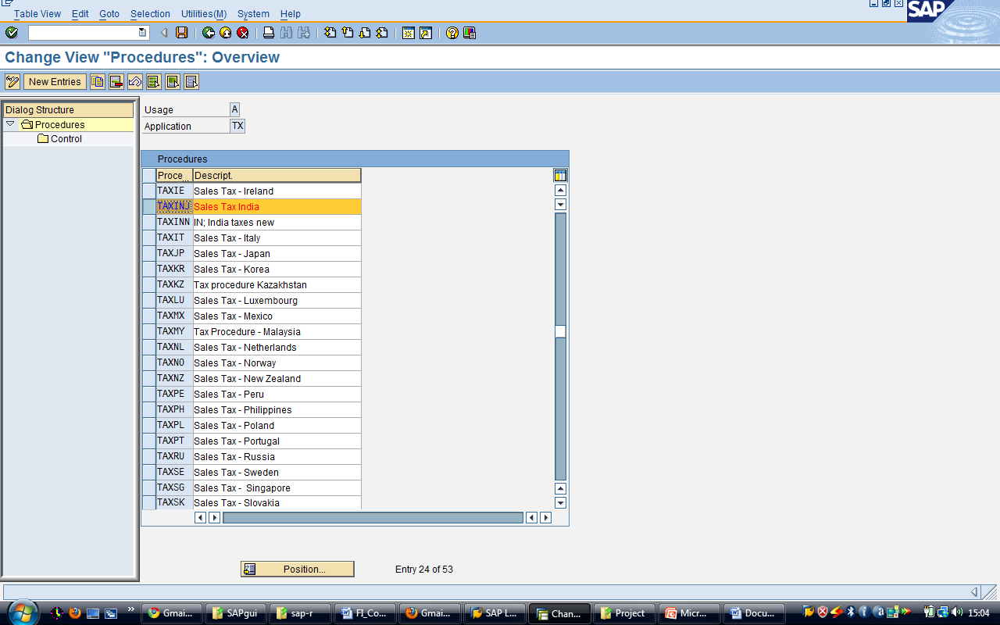 Table View Edit Goto Selection Utilities(M) System Help
SAP
Change View "Procedures": Overview
New Entries
Dialog Structure
Procedures
Control
Usage A
Application TX
Procedures
Proce... Descript.
TAXIE Sales Tax - Ireland
TAXINJ Sales Tax India
TAXINN IN; India taxes new
TAXIT Sales Tax - Italy
TAXJP Sales Tax - Japan
TAXKR Sales Tax - Korea
TAXKZ Tax procedure Kazakhstan
TAXLU Sales Tax - Luxembourg
TAXMX Sales Tax - Mexico
TAXMY Tax Procedure - Malaysia
TAXNL Sales Tax - Netherlands
TAXNO Sales Tax - Norway
TAXNZ Sales Tax - New Zealand
TAXPE Sales Tax - Peru
TAXPH Sales Tax - Philippines
TAXPL Sales Tax - Poland
TAXPT Sales Tax - Portugal
TAXRU Sales Tax - Russia
TAXSE Sales Tax - Sweden
TAXSG Sales Tax - Singapore
TAXSK Sales Tax - Slovakia
Position... Entry 24 of 53
» Gmai... SAPgui sap-r FI_Co... Gmai... SAP L... Chan... Project Micr... Docu... 15:04